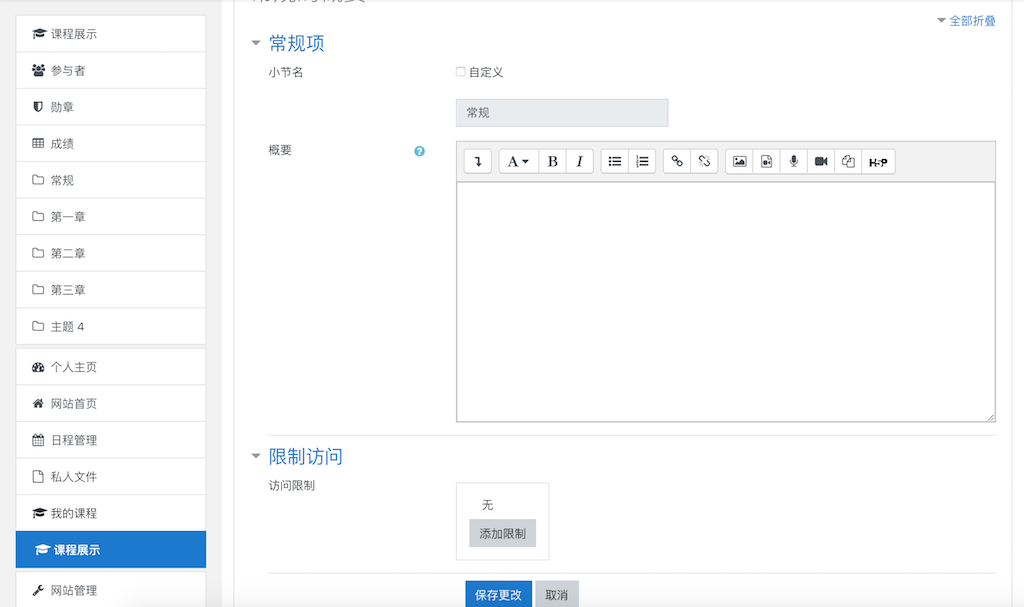 课程展示
参与者
勋章
成绩
常规
第一章
第二章
第三章
主题 4
个人主页
网站首页
日程管理
私人文件
我的课程
课程展示
网站管理
全部折叠
常规项
小节名
自定义
常规
概要
?
A B I H-P
限制访问
访问限制
无
添加限制
保存更改 取消